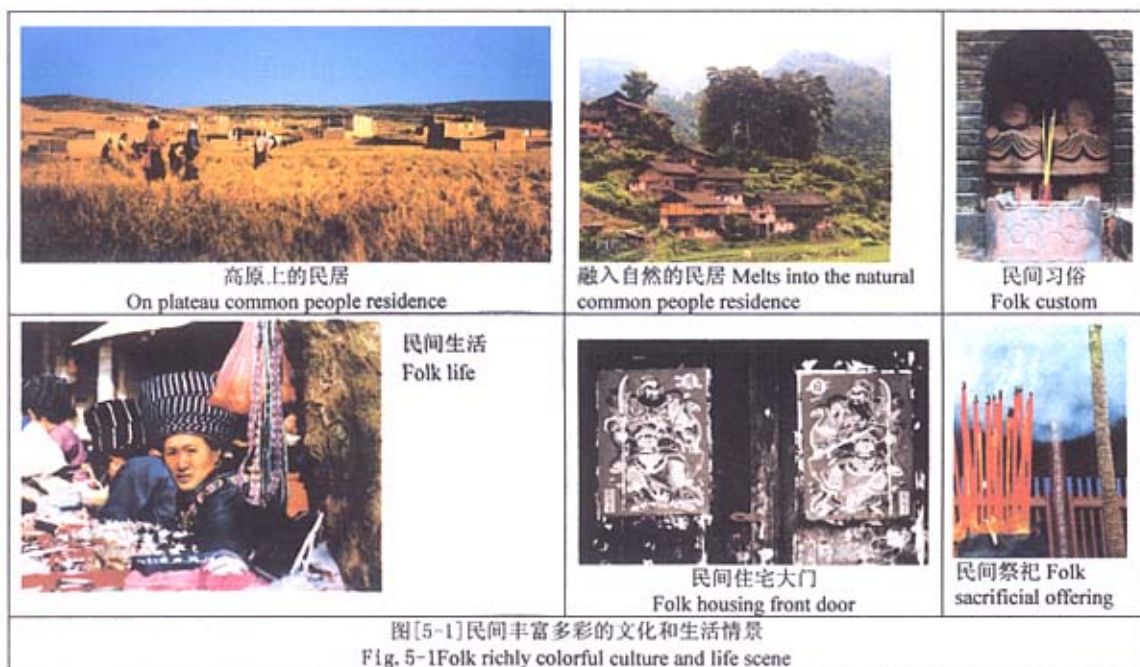 高原上的民居
On plateau common people residence
融入自然的民居 Melts into the natural
common people residence
民间习俗
Folk custom
民间生活
Folk life
民间住宅大门
Folk housing front door
民间祭祀 Folk
sacrificial offering
图[5-1]民间丰富多彩的文化和生活情景
Fig. 5-1Folk richly colorful culture and life scene